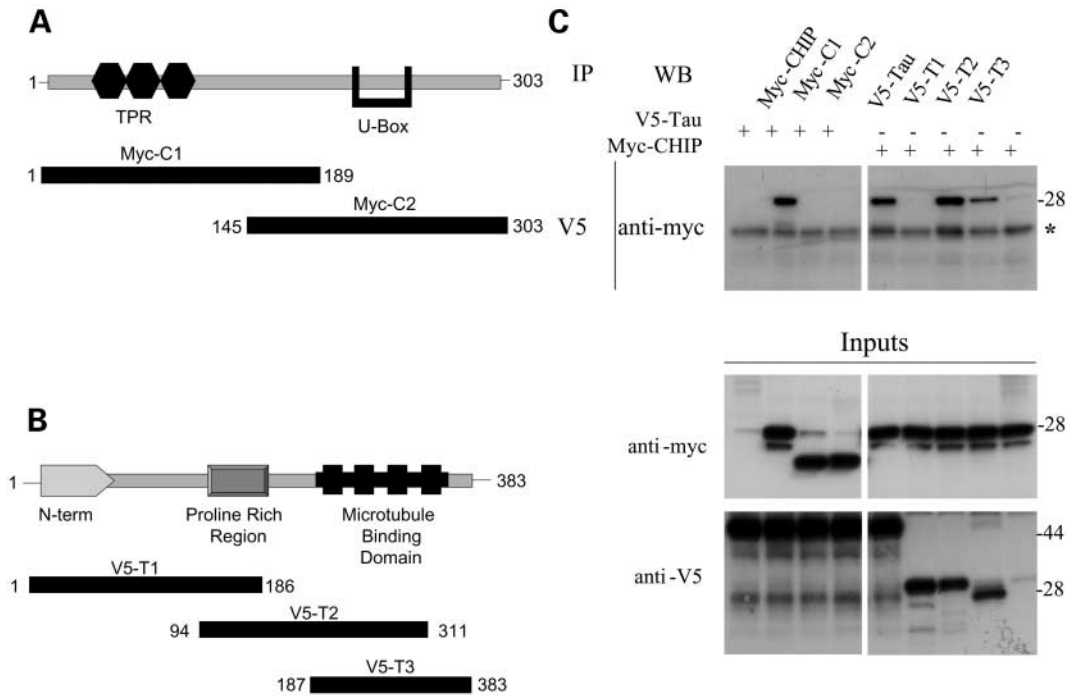 A
1
303
TPR
U-Box
Myc-C1
1
189
Myc-C2
145
303
B
1
383
N-term
Proline Rich
Region
Microtubule
Binding
Domain
V5-T1
1
186
V5-T2
94
311
V5-T3
187
383
C
IP
WB
Myc-CHIP
Myc-C1
Myc-C2
V5-Tau
V5-T1
V5-T2
V5-T3
V5-Tau
+ + + + - - - -
Myc-CHIP
+ + + + +
V5
anti-myc
-28
*
Inputs
anti-myc
-28
anti-V5
-44
-28